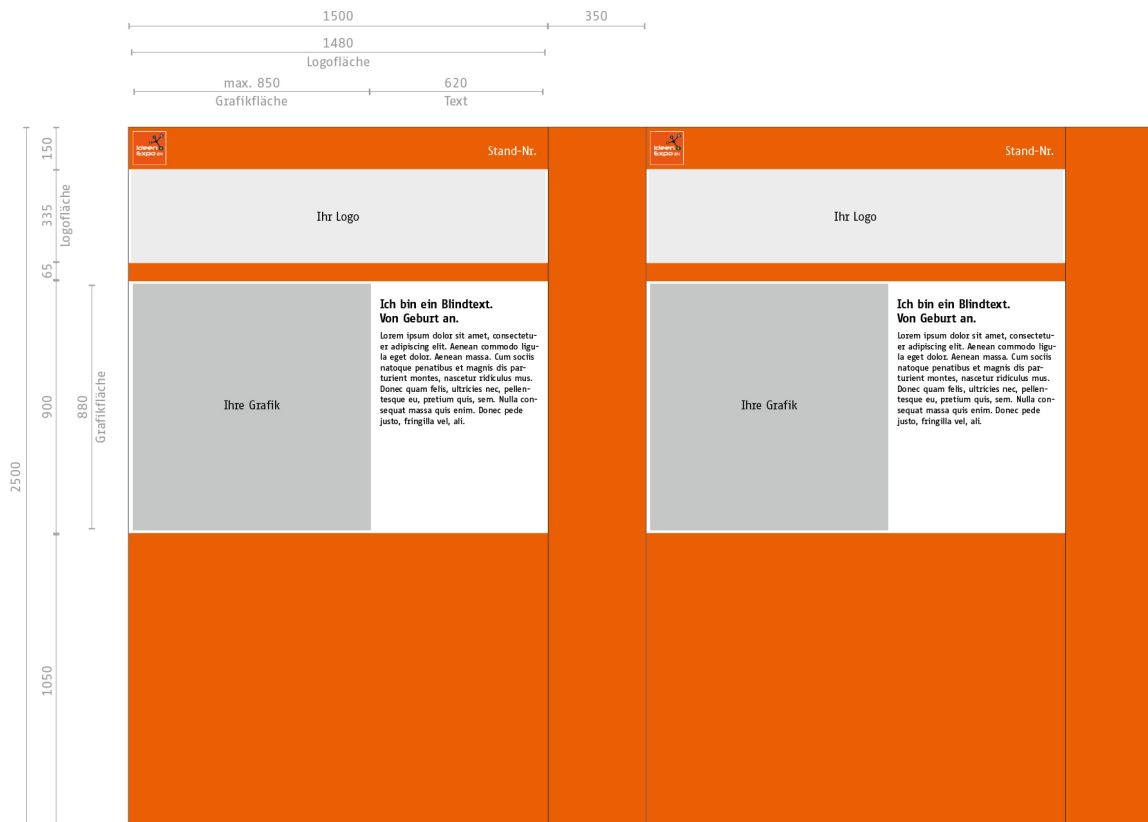 1500
350
1480
Logofläche
max. 850
620
Grafikfläche
Text
150
335
Logofläche
65
900
880
Grafikfläche
2500
1050
Ideen
Expo
Stand-Nr.
Ihr Logo
Ihre Grafik
Ich bin ein Blindtext.
Von Geburt an.
Lorem ipsum dolor sit amet, consectetu-
er adipiscing elit. Aenean commodo ligu-
la eget dolor. Aenean massa. Cum sociis
natoque penatibus et magnis dis par-
turient montes, nascetur ridiculus mus.
Donec quam felis, ultricies nec, pellen-
tesque eu, pretium quis, sem. Nulla con-
sequat massa quis enim. Donec pede
justo, fringilla vel, ali.
Ideen
Expo
Stand-Nr.
Ihr Logo
Ihre Grafik
Ich bin ein Blindtext.
Von Geburt an.
Lorem ipsum dolor sit amet, consectetu-
er adipiscing elit. Aenean commodo ligu-
la eget dolor. Aenean massa. Cum sociis
natoque penatibus et magnis dis par-
turient montes, nascetur ridiculus mus.
Donec quam felis, ultricies nec, pellen-
tesque eu, pretium quis, sem. Nulla con-
sequat massa quis enim. Donec pede
justo, fringilla vel, ali.